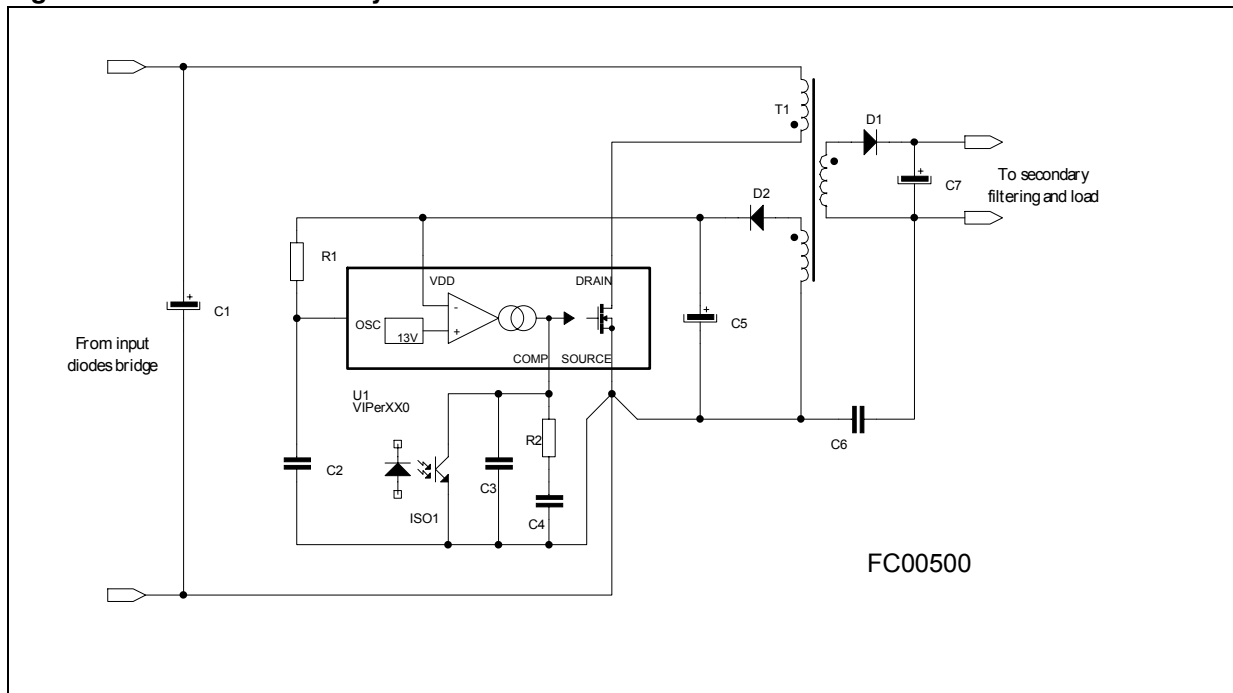 T1
D1
C7
To secondary
filtering and load
D2
R1
VDD
DRAIN
-
+
OSC
13V
COMP SOURCE
C1
+
C5
+
From input
diodes bridge
U1
VIPerXX0
R2
C6
C2
C3
ISO1
C4
FC00500